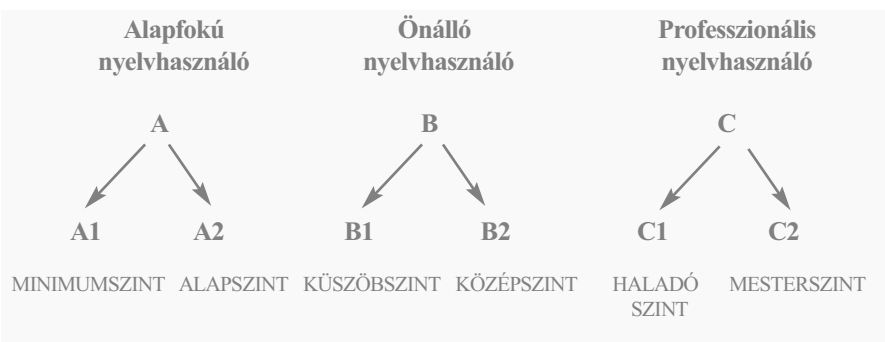 Alapfokú
nyelvhasználó
Önálló
nyelvhasználó
Professzionális
nyelvhasználó
A
B
C
A1
A2
B1
B2
C1
C2
MINIMUMSZINT
ALAPSZINT
KÜSZÖBSZINT
KÖZÉPSZINT
HALADÓ
SZINT
MESTERSZINT